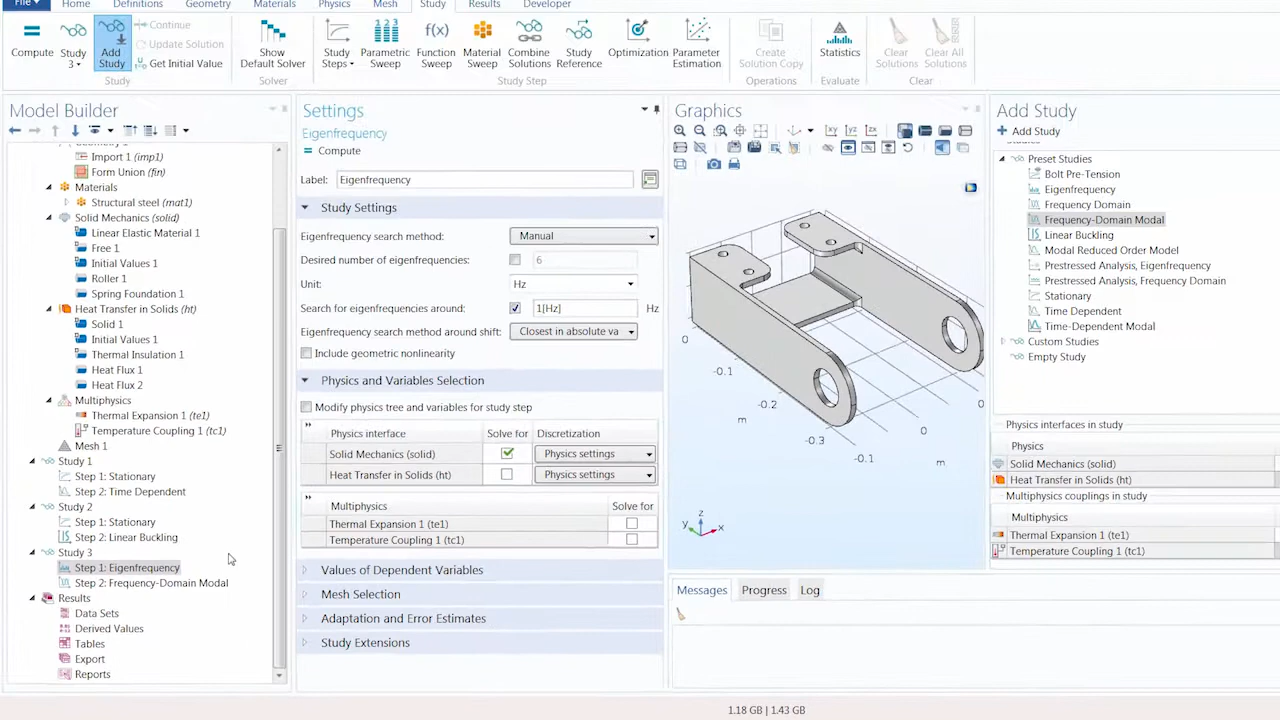 File
Home
Definitions
Geometry
Materials
Physics
Mesh
Study
Results
Developer
Compute
Study 3
Add Study
Continue
Update Solution
Get Initial Value
Study
Show Default Solver
Solver
Study Steps
Parametric Sweep
Function Sweep
Material Sweep
Combine Solutions
Study Reference
Optimization
Parameter Estimation
Study Step
Create Solution Copy
Operations
Statistics
Evaluate
Clear Solutions
Clear All Solutions
Clear
f(x)
Model Builder
Import 1 (imp1)
Form Union (fin)
Materials
Structural steel (mat1)
Solid Mechanics (solid)
Linear Elastic Material 1
Free 1
Initial Values 1
Roller 1
Spring Foundation 1
Heat Transfer in Solids (ht)
Solid 1
Initial Values 1
Thermal Insulation 1
Heat Flux 1
Heat Flux 2
Multiphysics
Thermal Expansion 1 (te1)
Temperature Coupling 1 (tc1)
Mesh 1
Study 1
Step 1: Stationary
Step 2: Time Dependent
Study 2
Step 1: Stationary
Step 2: Linear Buckling
Study 3
Step 1: Eigenfrequency
Step 2: Frequency-Domain Modal
Results
Data Sets
Derived Values
Tables
Export
Reports
Settings
Eigenfrequency
Compute
Label: Eigenfrequency
Study Settings
Eigenfrequency search method: Manual
Desired number of eigenfrequencies: 6
Unit: Hz
Search for eigenfrequencies around: 1[Hz] Hz
Eigenfrequency search method around shift: Closest in absolute va
Include geometric nonlinearity
Physics and Variables Selection
Modify physics tree and variables for study step
Physics interface Solve for Discretization
Solid Mechanics (solid) Physics settings
Heat Transfer in Solids (ht) Physics settings
Multiphysics Solve for
Thermal Expansion 1 (te1)
Temperature Coupling 1 (tc1)
Values of Dependent Variables
Mesh Selection
Adaptation and Error Estimates
Study Extensions
Graphics
xy yz zx
0
-0.1
m
-0.2
-0.3
0
0
-0.1
m
z
y
x
Messages
Progress
Log
Add Study
Add Study
Preset Studies
Bolt Pre-Tension
Eigenfrequency
Frequency Domain
Frequency-Domain Modal
Linear Buckling
Modal Reduced Order Model
Prestressed Analysis, Eigenfrequency
Prestressed Analysis, Frequency Domain
Stationary
Time Dependent
Time-Dependent Modal
Custom Studies
Empty Study
Physics interfaces in study
Physics
Solid Mechanics (solid)
Heat Transfer in Solids (ht)
Multiphysics couplings in study
Multiphysics
Thermal Expansion 1 (te1)
Temperature Coupling 1 (tc1)
1.18 GB | 1.43 GB